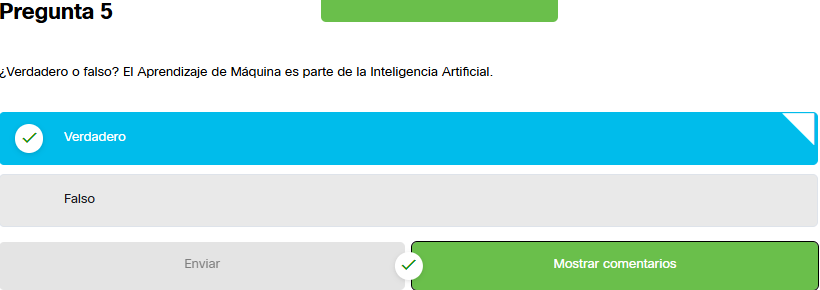 Pregunta 5
¿Verdadero o falso? El Aprendizaje de Máquina es parte de la Inteligencia Artificial.
Verdadero
Falso
Enviar
Mostrar comentarios